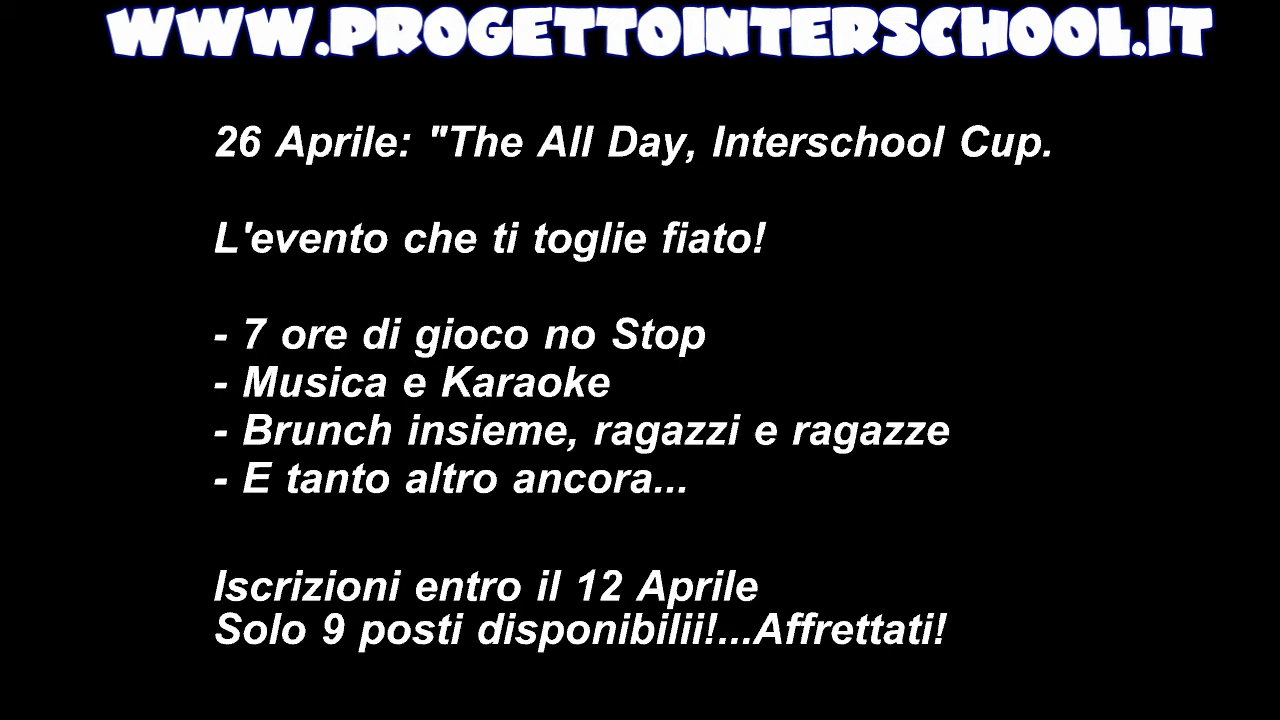 WWW.PROGETTOINTERSCHOOL.IT
26 Aprile: "The All Day, Interschool Cup.
L'evento che ti toglie fiato!
- 7 ore di gioco no Stop
- Musica e Karaoke
- Brunch insieme, ragazzi e ragazze
- E tanto altro ancora...
Iscrizioni entro il 12 Aprile
Solo 9 posti disponibilii!...Affrettati!